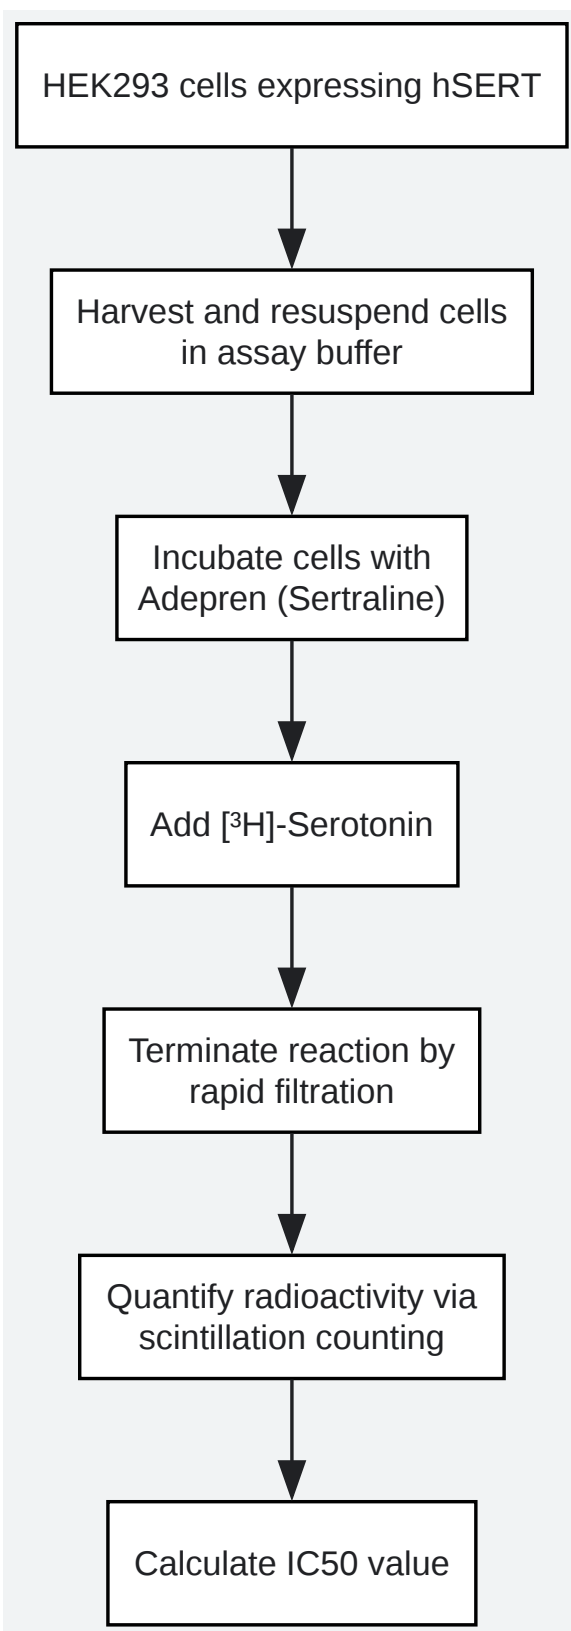 HEK293 cells expressing hSERT
Harvest and resuspend cells
in assay buffer
Incubate cells with
Adepren (Sertraline)
Add [³H]-Serotonin
Terminate reaction by
rapid filtration
Quantify radioactivity via
scintillation counting
Calculate IC50 value